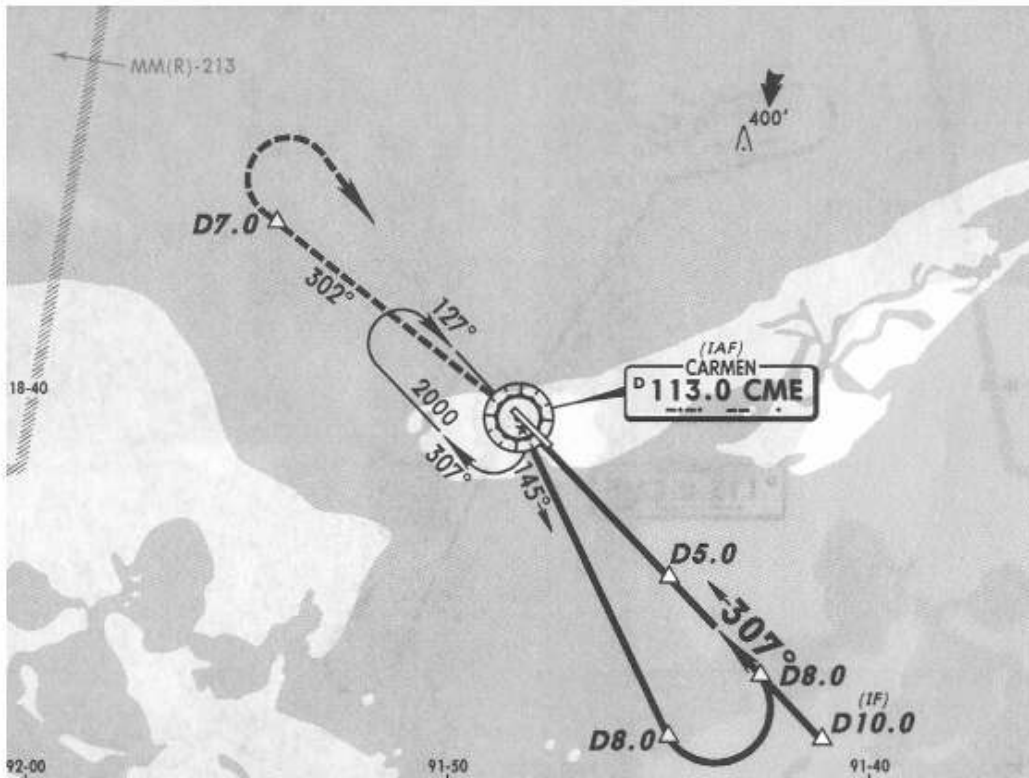 MM(R)-213
400'
D7.0
302°
127°
(IAF)
CARMEN
D 113.0 CME
18-40
2000
307°
145°
D5.0
307°
D8.0
(IF)
D8.0
D10.0
92-00
91-50
91-40